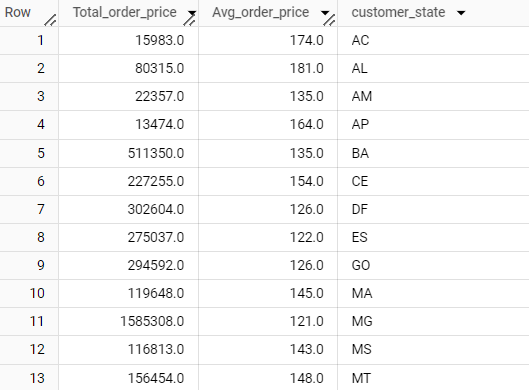 Row Total_order_price Avg_order_price customer_state
1 15983.0 174.0 AC
2 80315.0 181.0 AL
3 22357.0 135.0 AM
4 13474.0 164.0 AP
5 511350.0 135.0 BA
6 227255.0 154.0 CE
7 302604.0 126.0 DF
8 275037.0 122.0 ES
9 294592.0 126.0 GO
10 119648.0 145.0 MA
11 1585308.0 121.0 MG
12 116813.0 143.0 MS
13 156454.0 148.0 MT